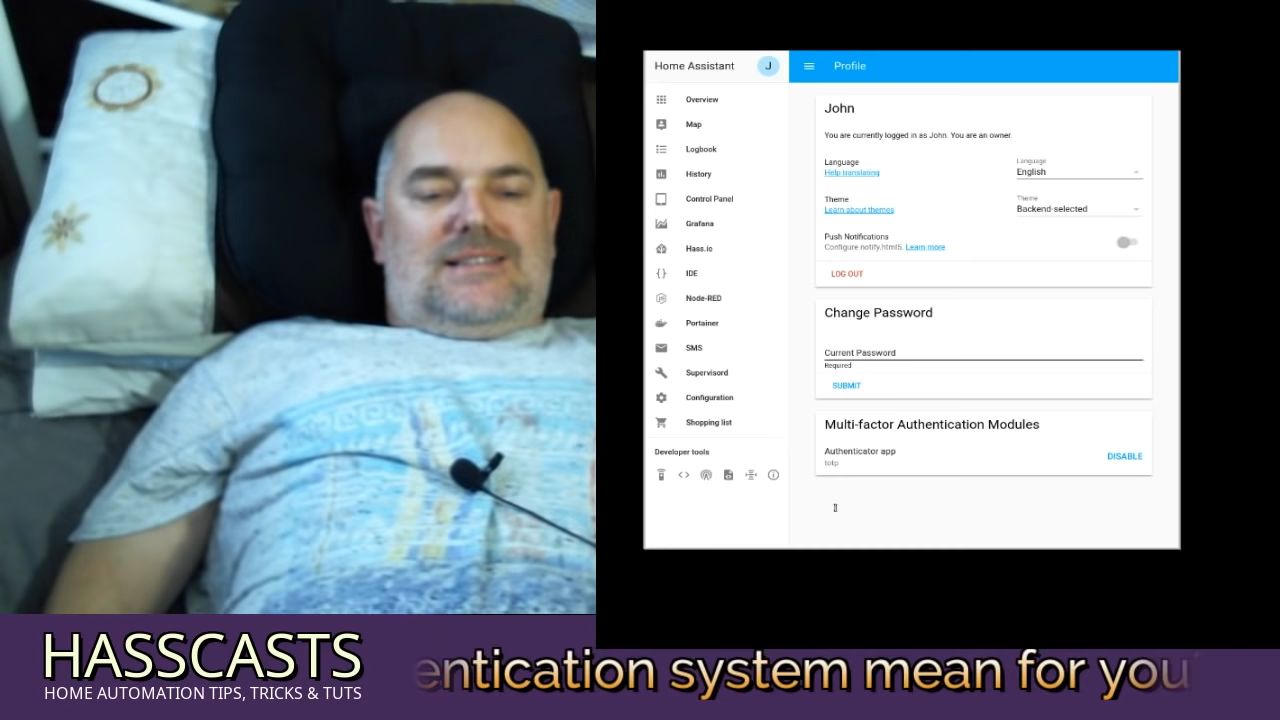 Home Assistant
J
Profile
Overview
Map
Logbook
History
Control Panel
Grafana
Hass.io
IDE
Node-RED
Portainer
SMS
Supervisord
Configuration
Shopping list
Developer tools
John
You are currently logged in as John. You are an owner.
Language
Help translating
Language
English
Theme
Learn about themes
Theme
Backend-selected
Push Notifications
Configure notify.html5. Learn more
LOG OUT
Change Password
Current Password
Required
SUBMIT
Multi-factor Authentication Modules
Authenticator app
totp
DISABLE
HASSCASTS
HOME AUTOMATION TIPS, TRICKS & TUTS
entication system mean for you